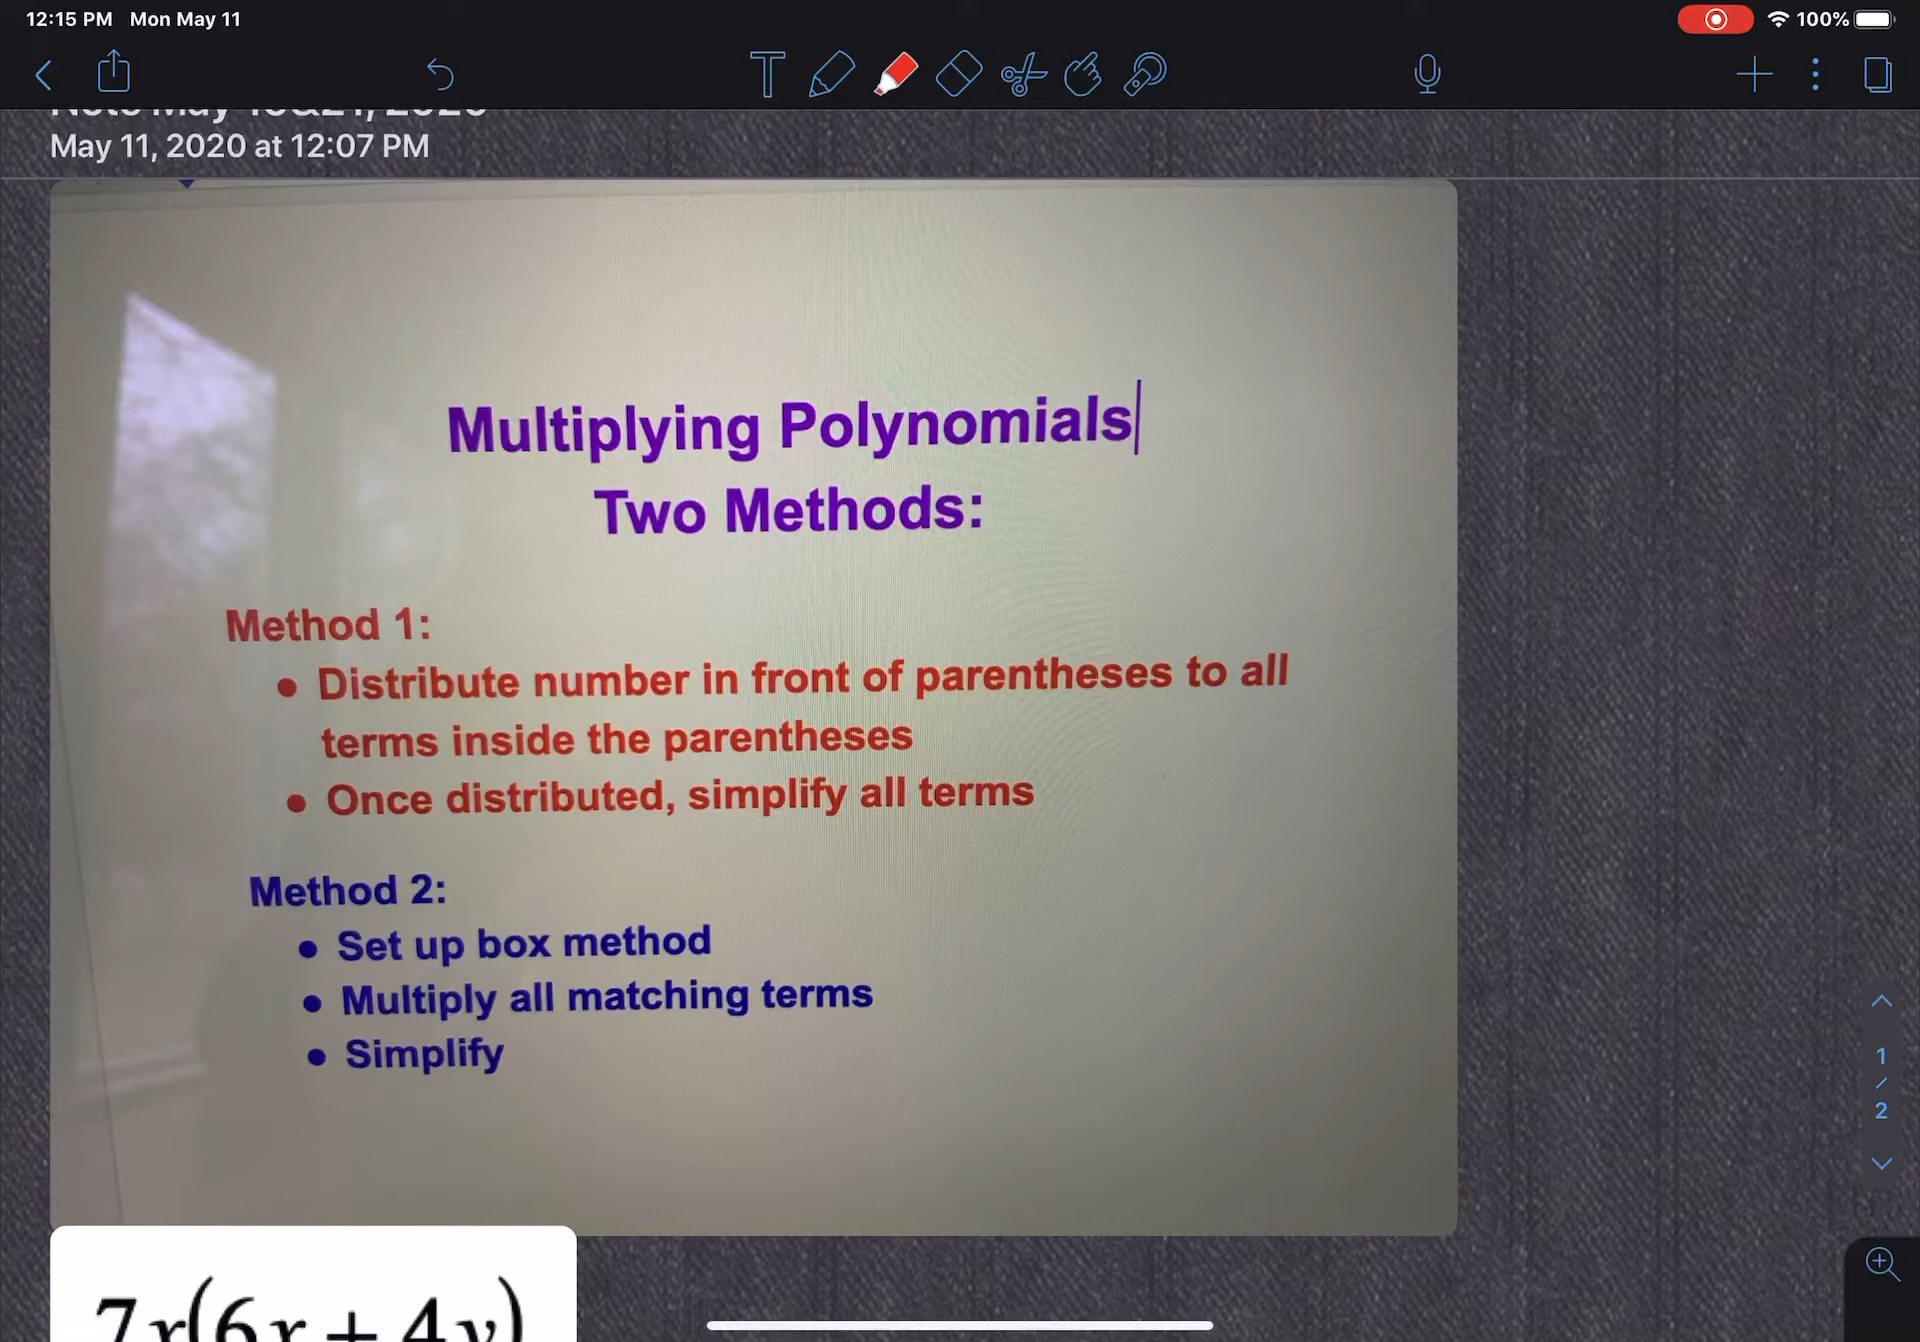 12:15 PM Mon May 11
100%
May 11, 2020 at 12:07 PM
Multiplying Polynomials
Two Methods:
Method 1:
• Distribute number in front of parentheses to all
terms inside the parentheses
• Once distributed, simplify all terms
Method 2:
• Set up box method
• Multiply all matching terms
• Simplify
1
/
2